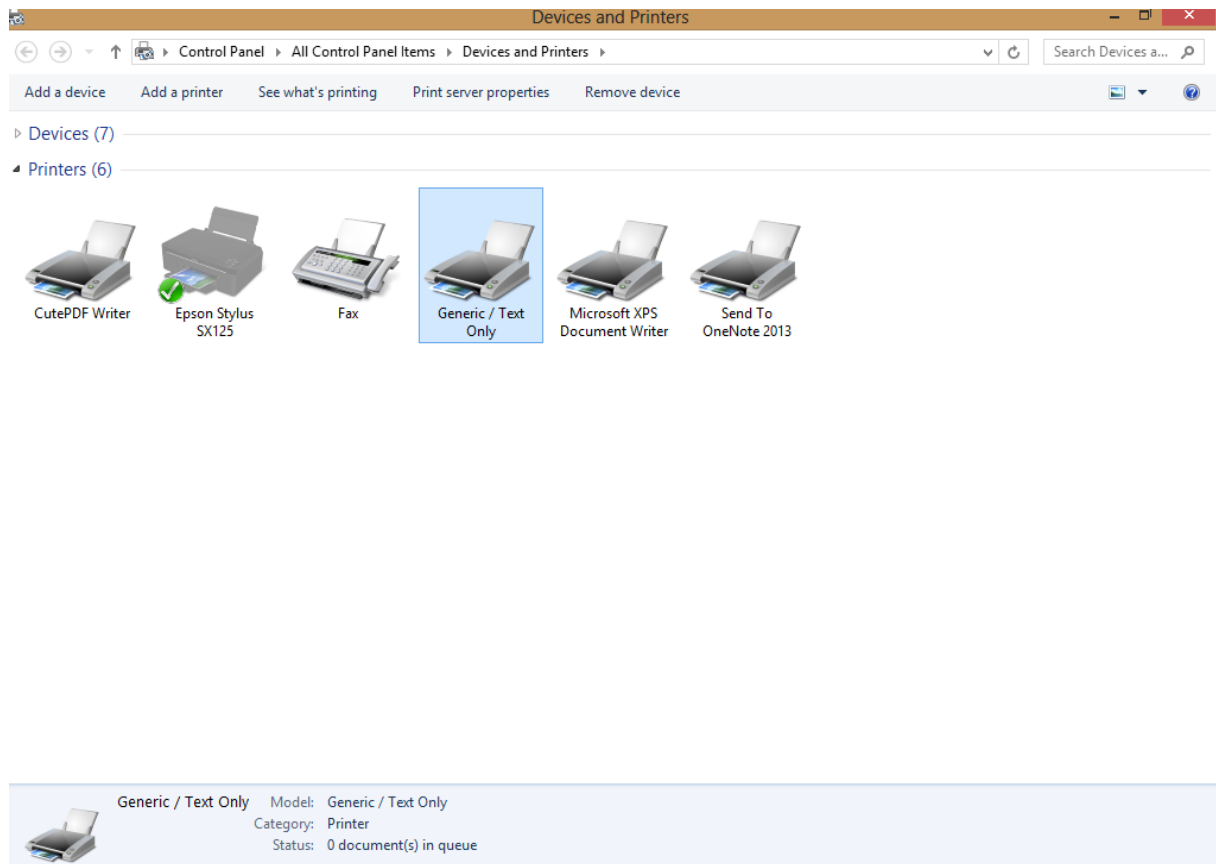 Devices and Printers
Control Panel All Control Panel Items Devices and Printers Search Devices a...
Add a device Add a printer See what's printing Print server properties Remove device
Devices (7)
Printers (6)
CutePDF Writer
Epson Stylus
SX125
Fax
Generic / Text
Only
Microsoft XPS
Document Writer
Send To
OneNote 2013
Generic / Text Only Model: Generic / Text Only
Category: Printer
Status: 0 document(s) in queue